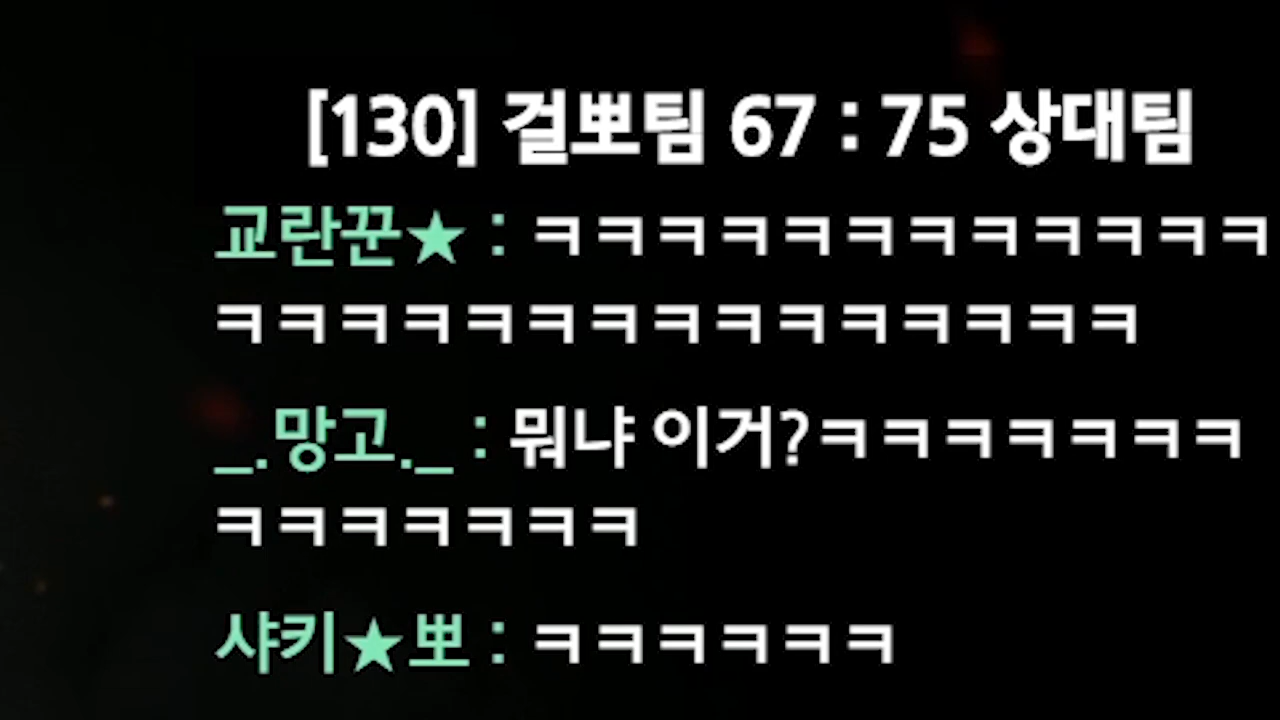 [130] 걸뽀팀 67 : 75 상대팀
교란꾼★ : ㅋㅋㅋㅋㅋㅋㅋㅋㅋㅋㅋㅋ
ㅋㅋㅋㅋㅋㅋㅋㅋㅋㅋㅋㅋㅋㅋㅋ
_.망고._ : 뭐냐 이거?ㅋㅋㅋㅋㅋㅋㅋ
ㅋㅋㅋㅋㅋㅋㅋ
샤키★뽀 : ㅋㅋㅋㅋㅋㅋ